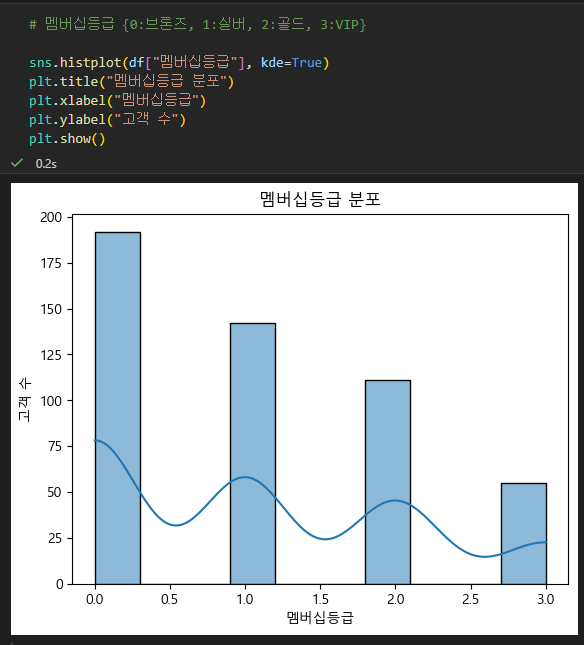 # 멤버십등급 {0:브론즈, 1:실버, 2:골드, 3:VIP}
sns.histplot(df["멤버십등급"], kde=True)
plt.title("멤버십등급 분포")
plt.xlabel("멤버십등급")
plt.ylabel("고객 수")
plt.show()
0.2s
멤버십등급 분포
200
175
150
125
100
75
50
25
0
고객 수
0.0 0.5 1.0 1.5 2.0 2.5 3.0
멤버십등급